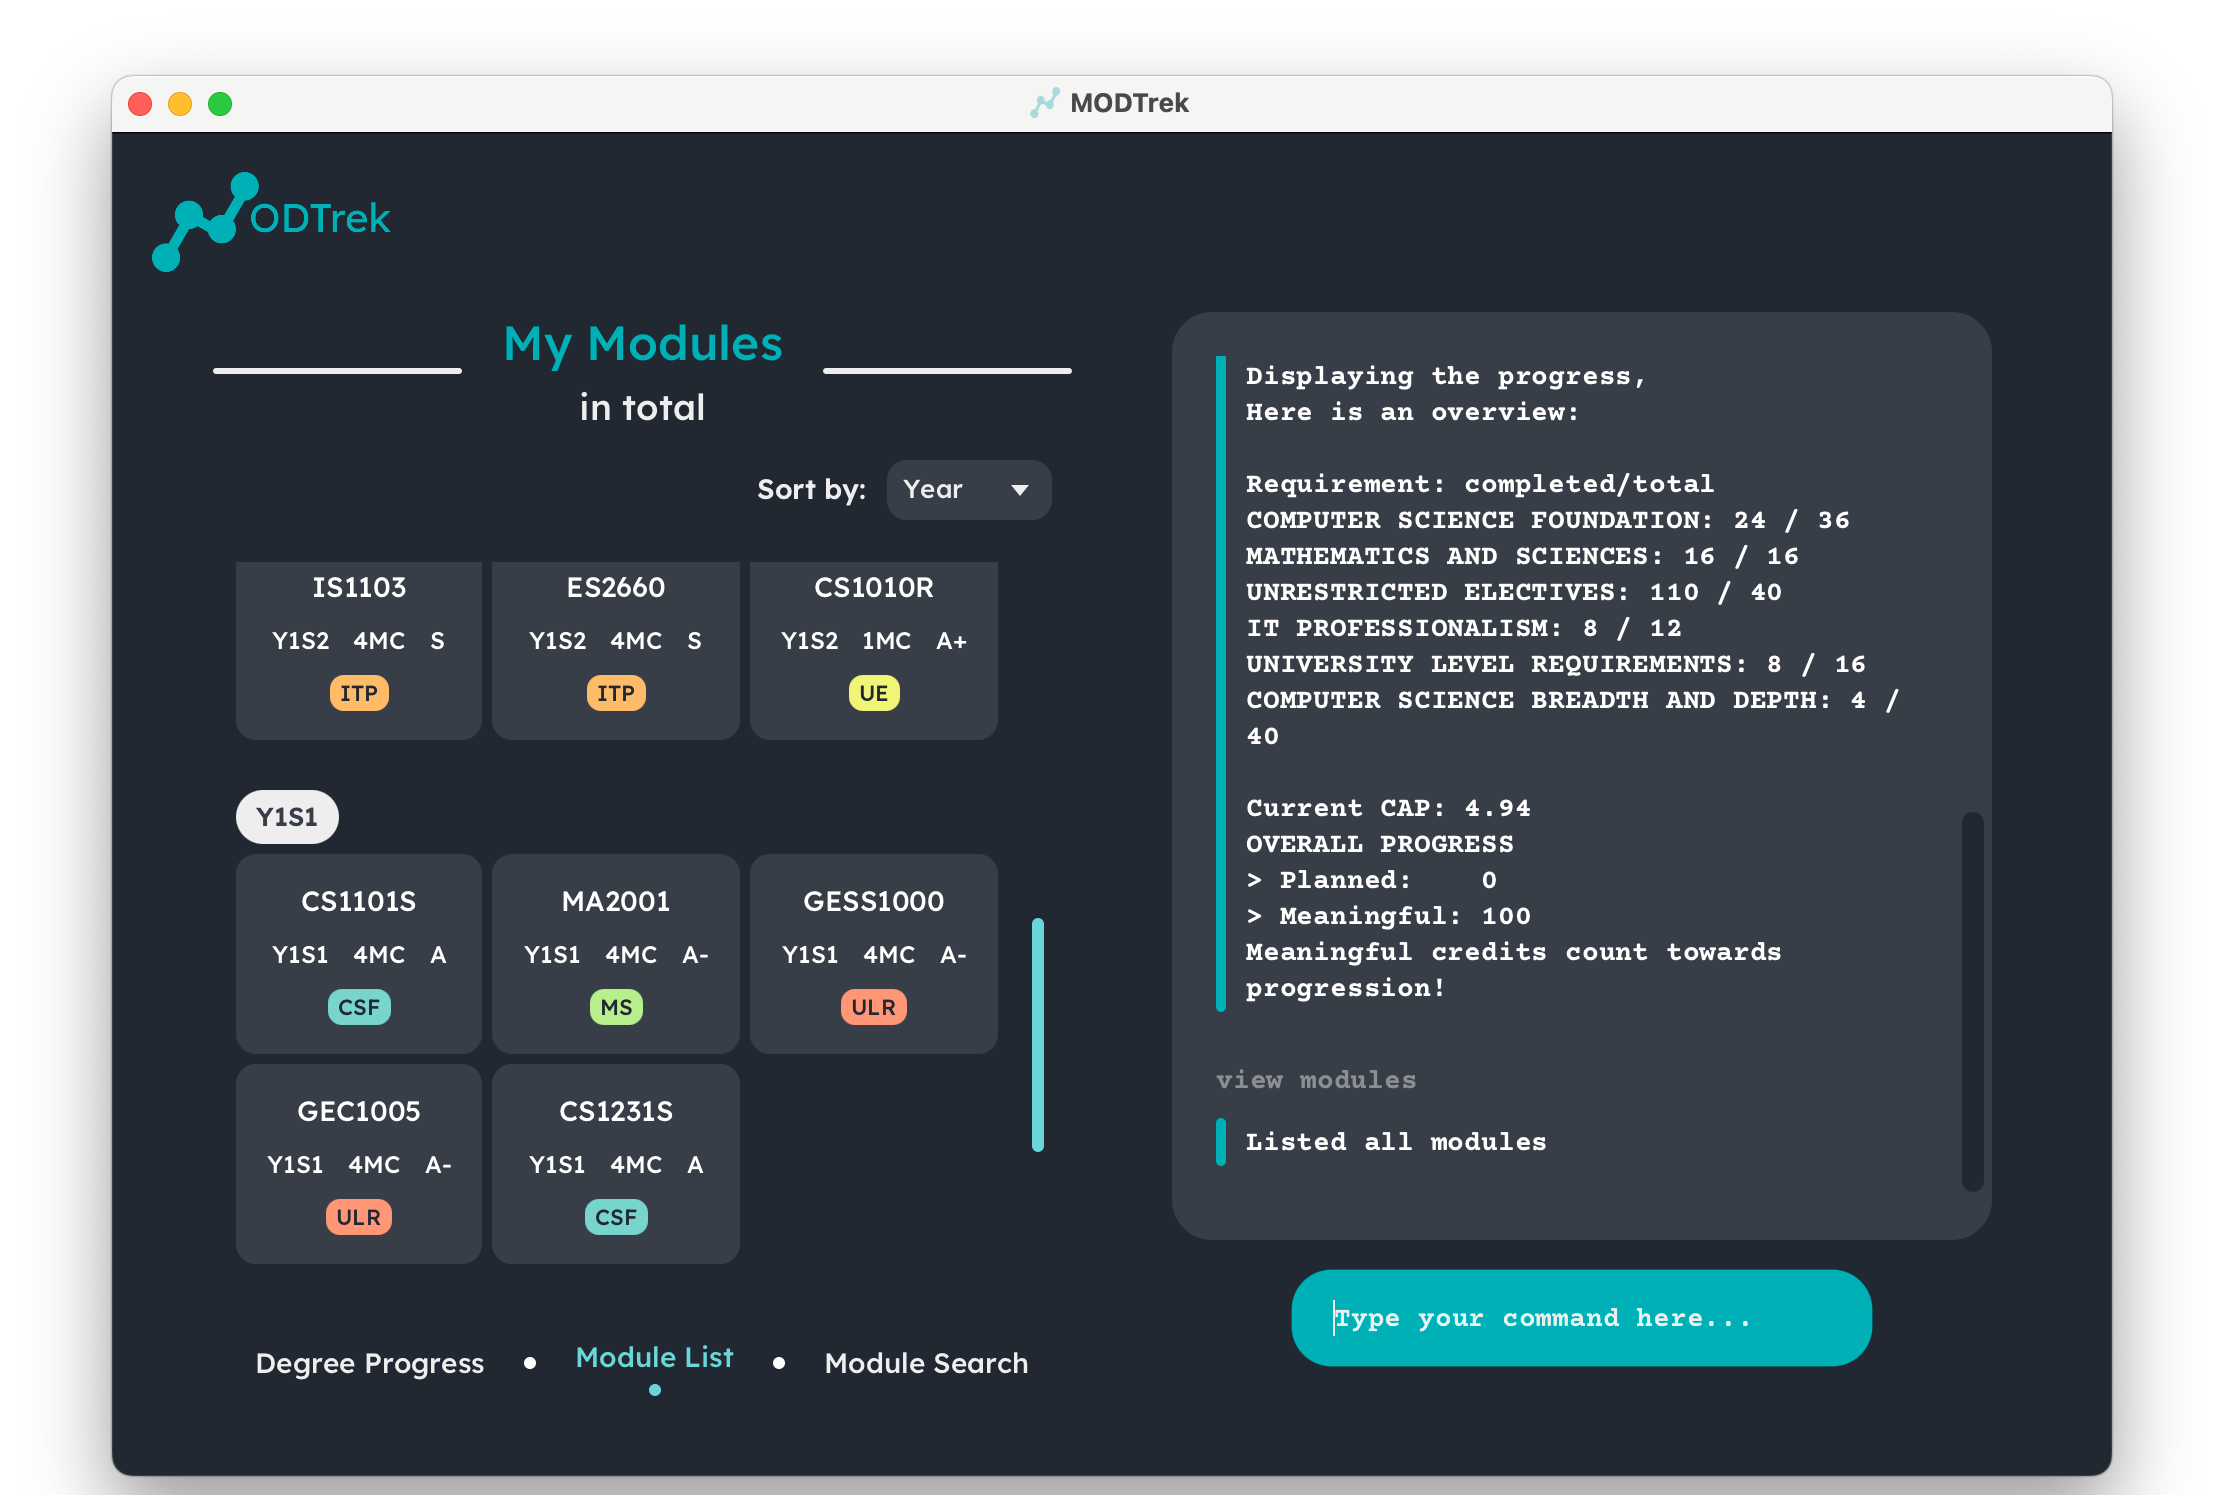 MODTrek
ODTrek
My Modules
in total
Sort by: Year
IS1103
Y1S2 4MC S
ITP
ES2660
Y1S2 4MC S
ITP
CS1010R
Y1S2 1MC A+
UE
Y1S1
CS1101S
Y1S1 4MC A
CSF
MA2001
Y1S1 4MC A-
MS
GESS1000
Y1S1 4MC A-
ULR
GEC1005
Y1S1 4MC A-
ULR
CS1231S
Y1S1 4MC A
CSF
Degree Progress
Module List
Module Search
Displaying the progress,
Here is an overview:
Requirement: completed/total
COMPUTER SCIENCE FOUNDATION: 24 / 36
MATHEMATICS AND SCIENCES: 16 / 16
UNRESTRICTED ELECTIVES: 110 / 40
IT PROFESSIONALISM: 8 / 12
UNIVERSITY LEVEL REQUIREMENTS: 8 / 16
COMPUTER SCIENCE BREADTH AND DEPTH: 4 /
40
Current CAP: 4.94
OVERALL PROGRESS
> Planned: 0
> Meaningful: 100
Meaningful credits count towards
progression!
view modules
Listed all modules
Type your command here...